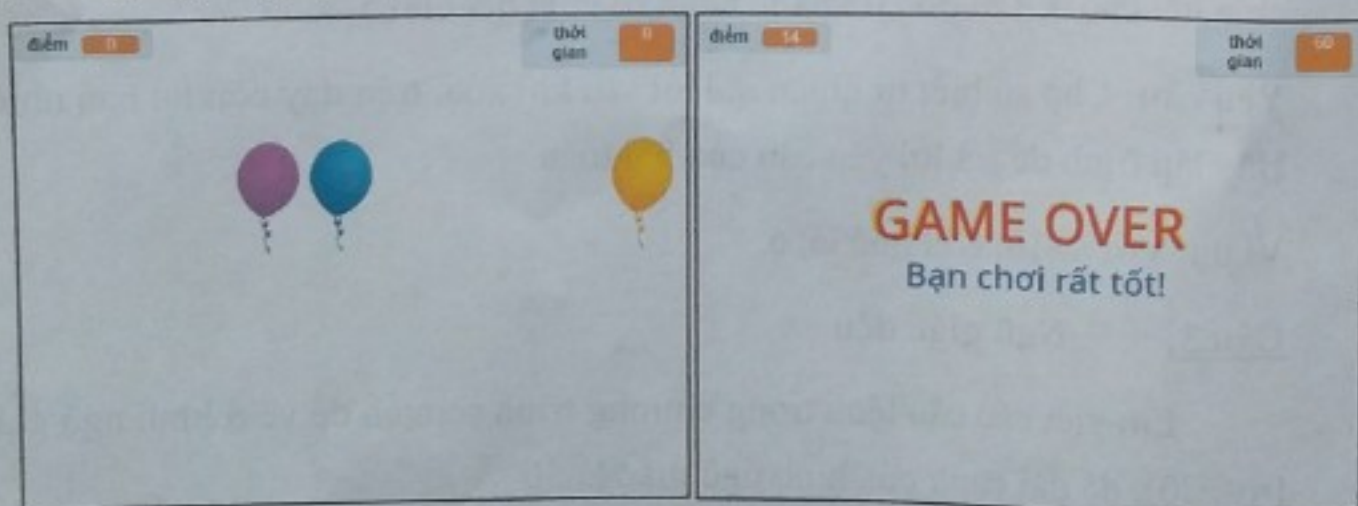 điểm 0
thời
gian 0
điểm 14
thời
gian 60
GAME OVER
Bạn chơi rất tốt!